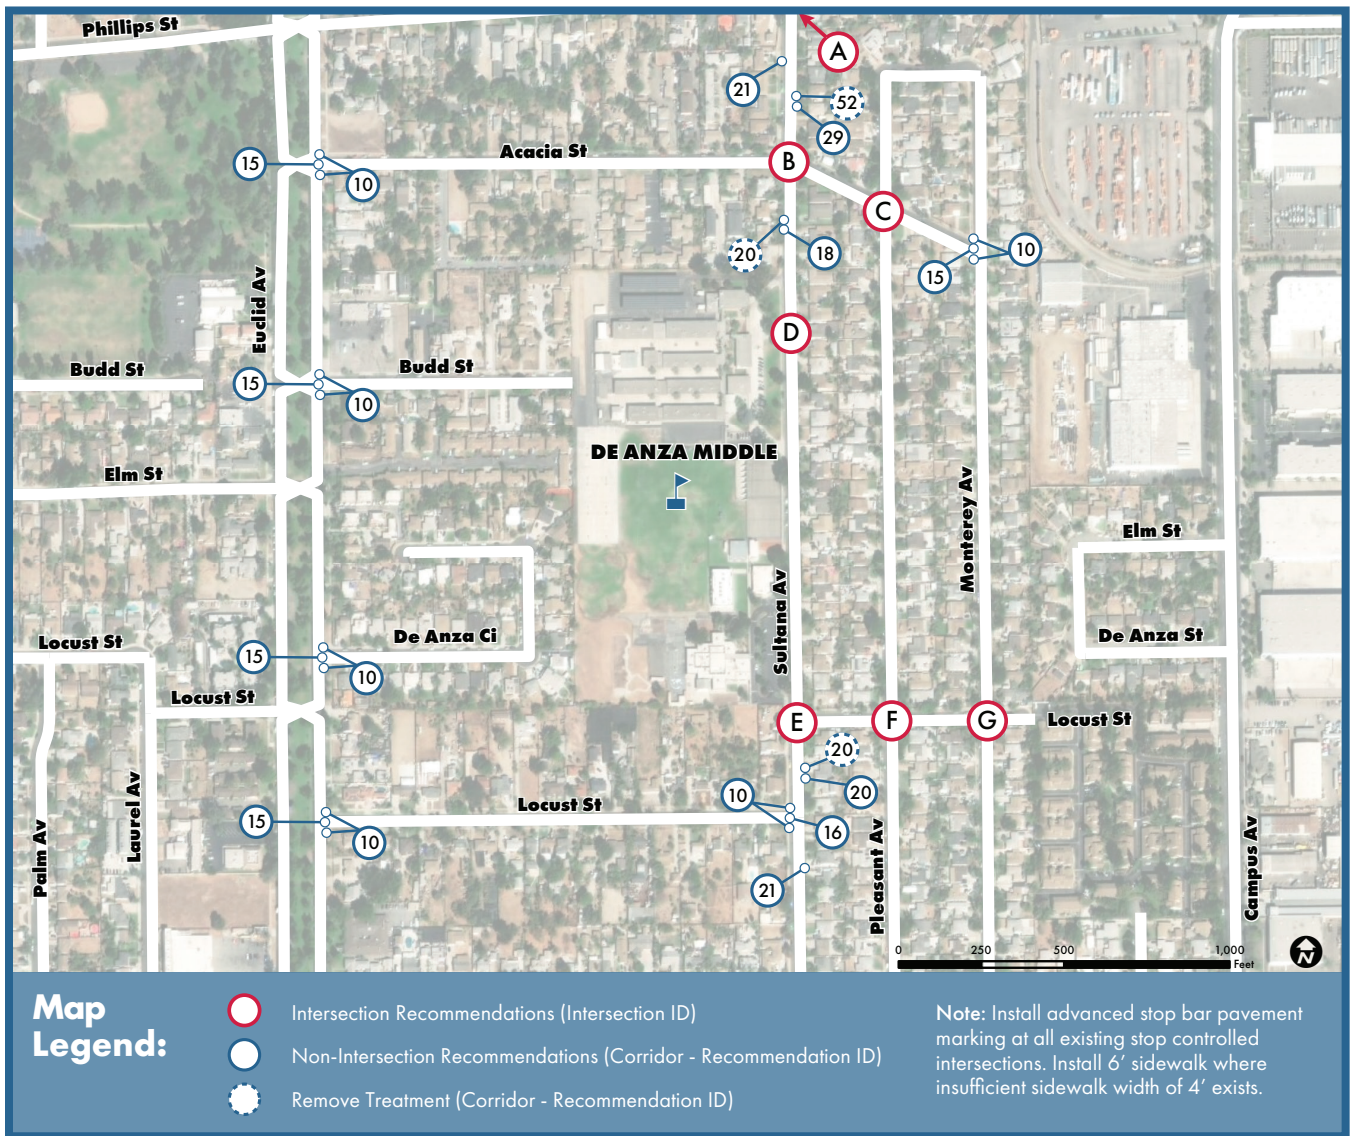 Phillips St
A
21
52
29
Acacia St
15
10
B
C
20
18
15
10
Euclid Av
D
Budd St
15
10
Budd St
DE ANZA MIDDLE
Elm St
Monterey Av
Elm St
Sultana Av
De Anza Ci
De Anza St
Locust St
15
10
Locust St
E
F
G
Locust St
20
20
10
16
Locust St
15
10
Laurel Av
Palm Av
Pleasant Av
Campus Av
21
0 250 500 1,000
Feet
N
Map
Legend:
Intersection Recommendations (Intersection ID)
Non-Intersection Recommendations (Corridor - Recommendation ID)
Remove Treatment (Corridor - Recommendation ID)
Note: Install advanced stop bar pavement
marking at all existing stop controlled
intersections. Install 6’ sidewalk where
insufficient sidewalk width of 4’ exists.